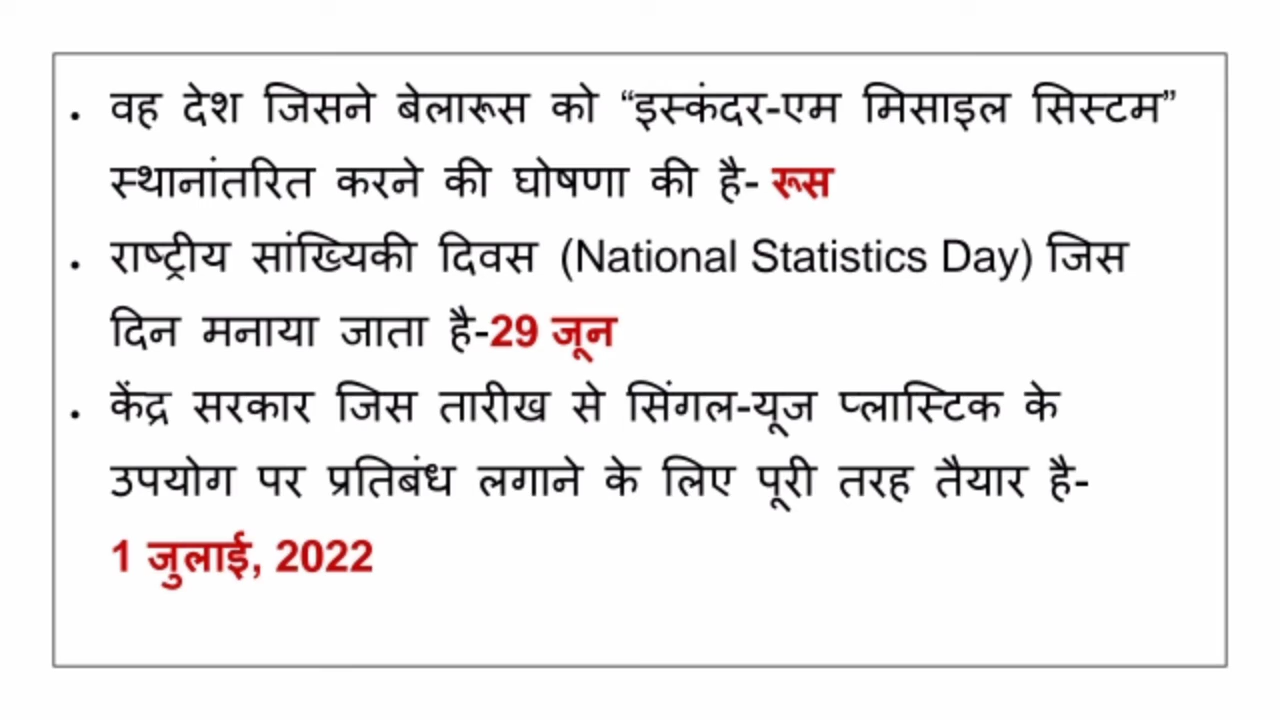 • वह देश जिसने बेलारूस को “इस्कंदर-एम मिसाइल सिस्टम”
स्थानांतरित करने की घोषणा की है- रूस
• राष्ट्रीय सांख्यिकी दिवस (National Statistics Day) जिस
दिन मनाया जाता है-29 जून
• केंद्र सरकार जिस तारीख से सिंगल-यूज प्लास्टिक के
उपयोग पर प्रतिबंध लगाने के लिए पूरी तरह तैयार है-
1 जुलाई, 2022